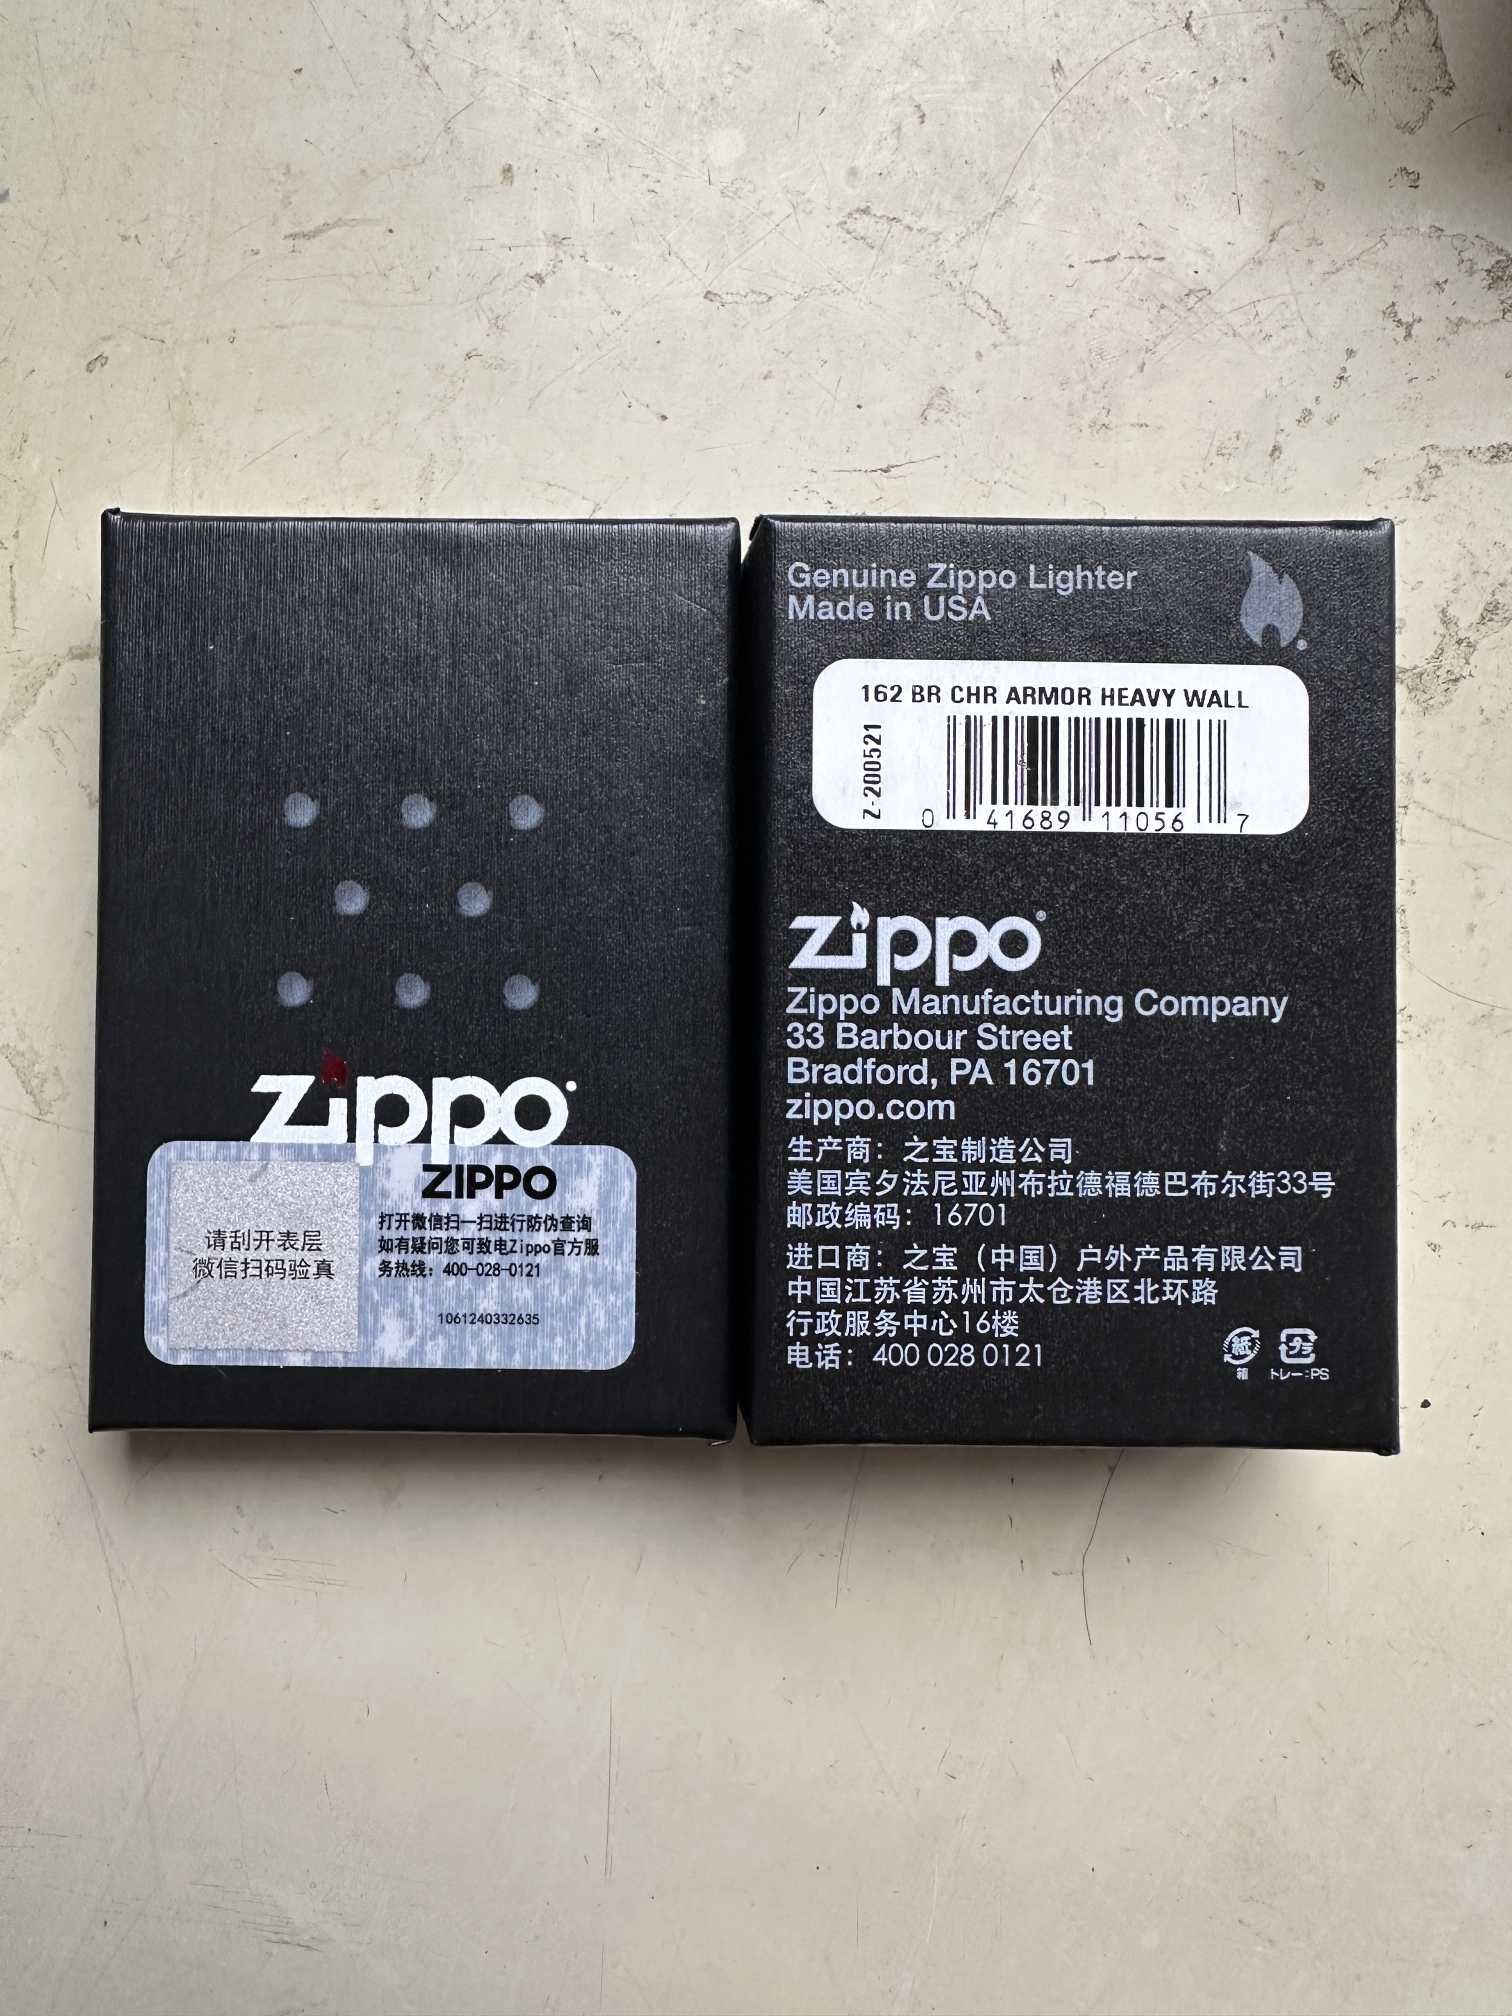 zippo
ZIPPO
请刮开表层
微信扫码验真
打开微信扫一扫进行防伪查询
如有疑问您可致电Zippo官方服
务热线：400-028-0121
1061240332635
Genuine Zippo Lighter
Made in USA
162 BR CHR ARMOR HEAVY WALL
Z-200521
0 41689 11056 7
zippo®
Zippo Manufacturing Company
33 Barbour Street
Bradford, PA 16701
zippo.com
生产商：之宝制造公司
美国宾夕法尼亚州布拉德福德巴布尔街33号
邮政编码：16701
进口商：之宝（中国）户外产品有限公司
中国江苏省苏州市太仓港区北环路
行政服务中心16楼
电话：400 028 0121
紙 プラ
箱 トレー:PS